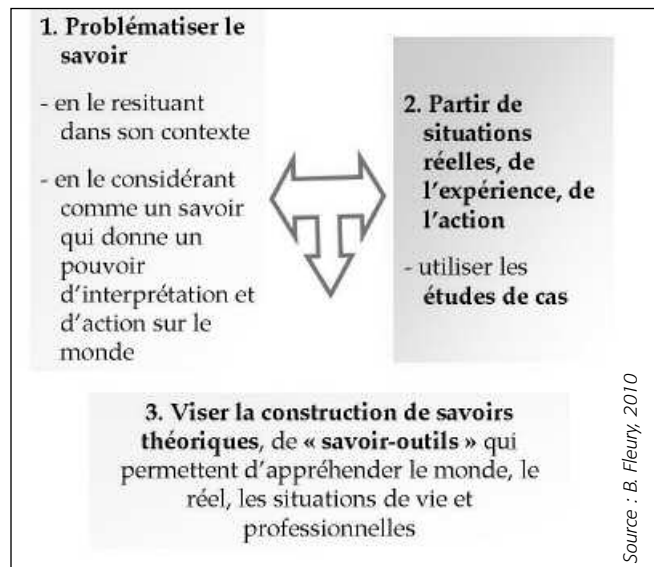 1. Problématiser le
savoir
- en le resituant
dans son contexte
- en le considérant
comme un savoir
qui donne un
pouvoir
d'interprétation et
d'action sur le
monde
2. Partir de
situations
réelles, de
l'expérience, de
l'action
- utiliser les
études de cas
3. Viser la construction de savoirs
théoriques, de « savoir-outils » qui
permettent d'appréhender le monde, le
réel, les situations de vie et
professionnelles
Source : B. Fleury, 2010